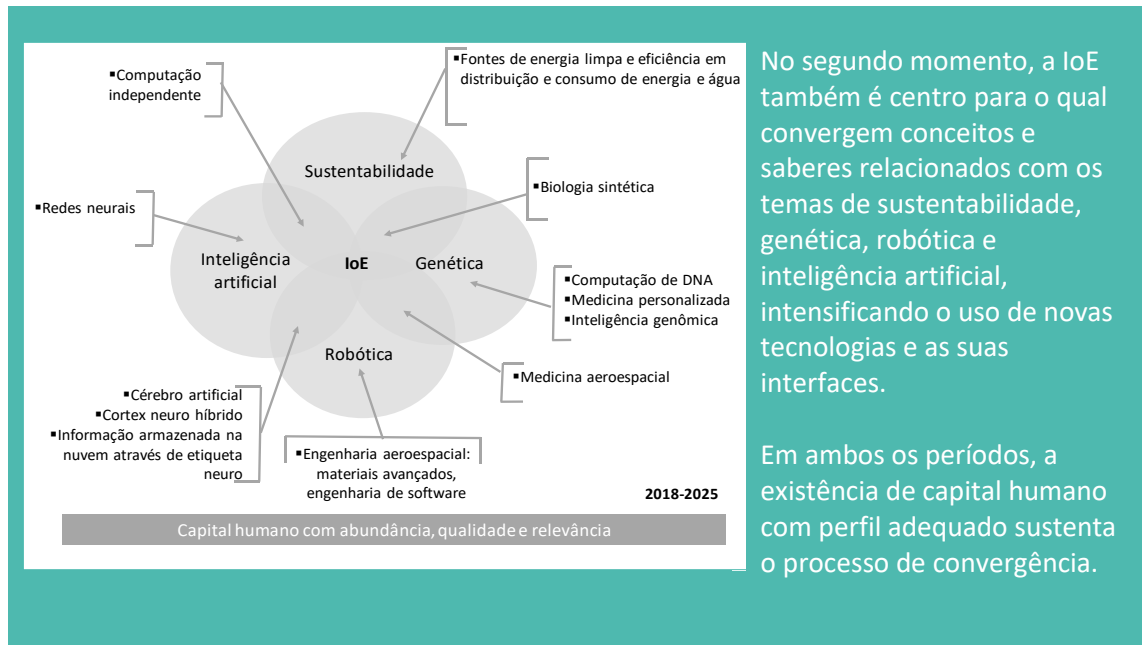 ▪Computação
independente
▪Fontes de energia limpa e eficiência em
distribuição e consumo de energia e água
Sustentabilidade
▪Biologia sintética
▪Redes neurais
Inteligência
artificial
IoE
Genética
▪Computação de DNA
▪Medicina personalizada
▪Inteligência genômica
Robótica
▪Medicina aeroespacial
▪Cérebro artificial
▪Cortex neuro híbrido
▪Informação armazenada na
nuvem através de etiqueta
neuro
▪Engenharia aeroespacial:
materiais avançados,
engenharia de software
2018-2025
Capital humano com abundância, qualidade e relevância
No segundo momento, a IoE
também é centro para o qual
convergem conceitos e
saberes relacionados com os
temas de sustentabilidade,
genética, robótica e
inteligência artificial,
intensificando o uso de novas
tecnologias e as suas
interfaces.
Em ambos os períodos, a
existência de capital humano
com perfil adequado sustenta
o processo de convergência.